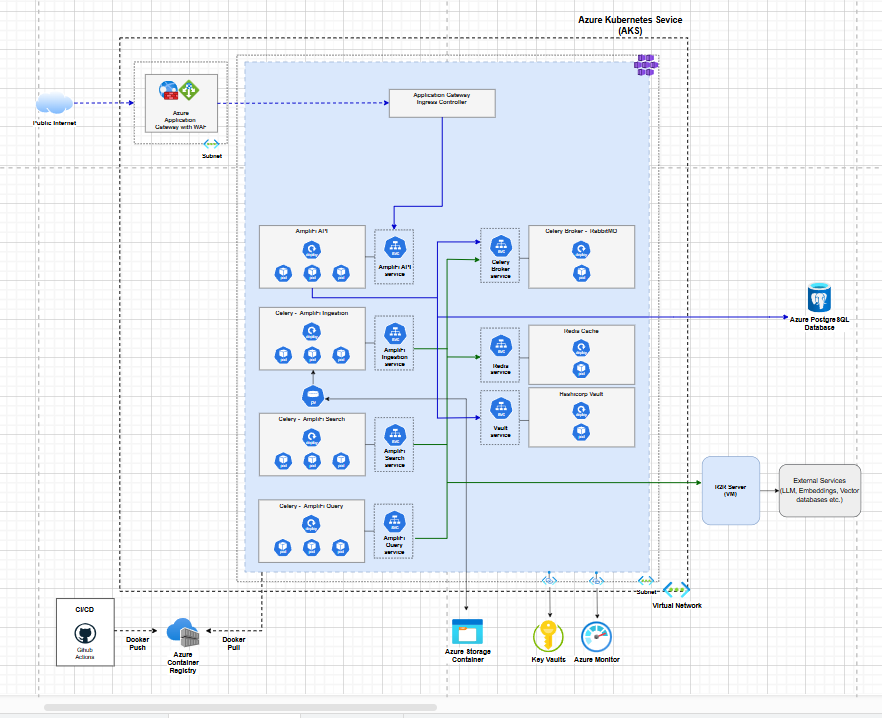 Azure Kubernetes Sevice
(AKS)
Application Gateway
Ingress Controller
Azure
Application
Gateway with WAF
Public Internet
Subnet
AmpliFi API
deploy
pod
pod
pod
svc
AmpliFi API
service
svc
Celery
Broker
service
Celery Broker - RabbitMQ
deploy
pod
Azure PostgreSQL
Database
Celery - AmpliFi Ingestion
deploy
pod
pod
pod
svc
AmpliFi
Ingestion
service
svc
Redis
service
Redis Cache
deploy
pod
Hashicorp Vault
deploy
pod
svc
Vault
service
Celery - AmpliFi Search
deploy
pod
pod
pod
svc
AmpliFi
Search
service
R2R Server
(VM)
External Services
(LLM, Embeddings, Vector
databases etc.)
Celery - AmpliFi Query
deploy
pod
pod
pod
svc
AmpliFi
Query
service
Subnet
Virtual Network
CI/CD
Gihub
Actions
Docker
Push
Azure
Container
Registry
Docker
Pull
Azure Storage
Container
Key Vaults
Azure Monitor